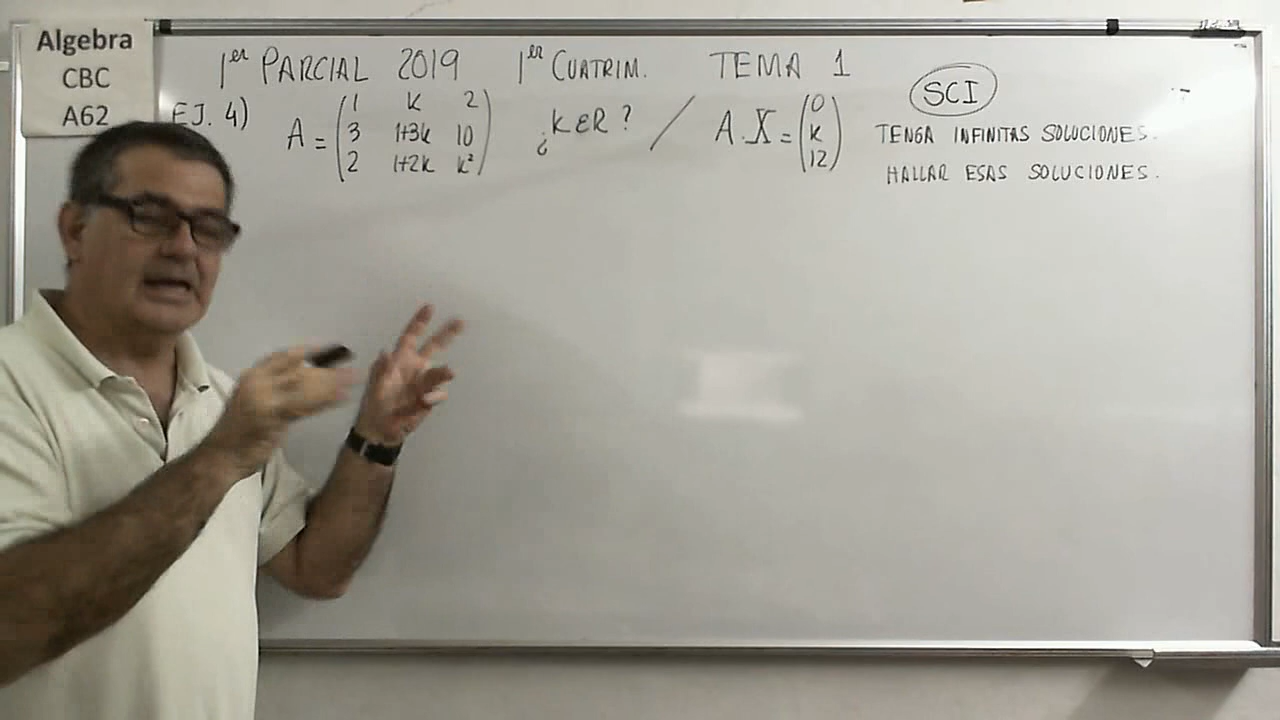 Algebra
CBC
A62
1er PARCIAL 2019 1er CUATRIM. TEMA 1
EJ. 4) A = (1 k 2
3 1+3k 10
2 1+2k k²) ¿K∈R? / A.X = (0
k
12)
SCI
TENGA INFINITAS SOLUCIONES.
HALLAR ESAS SOLUCIONES.